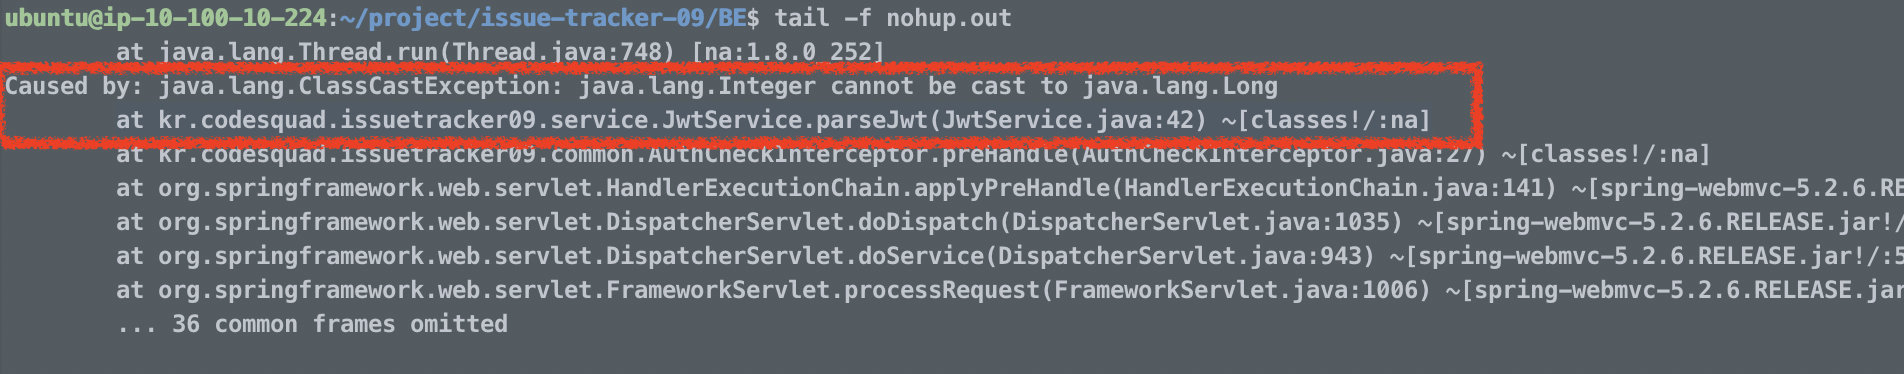 ubuntu@ip-10-100-10-224:~/project/issue-tracker-09/BE$ tail -f nohup.out
at java.lang.Thread.run(Thread.java:748) [na:1.8.0_252]
Caused by: java.lang.ClassCastException: java.lang.Integer cannot be cast to java.lang.Long
at kr.codesquad.issuetracker09.service.JwtService.parseJwt(JwtService.java:42) ~[classes!/:na]
at kr.codesquad.issuetracker09.common.AuthCheckInterceptor.preHandle(AuthCheckInterceptor.java:27) ~[classes!/:na]
at org.springframework.web.servlet.HandlerExecutionChain.applyPreHandle(HandlerExecutionChain.java:141) ~[spring-webmvc-5.2.6.RE
at org.springframework.web.servlet.DispatcherServlet.doDispatch(DispatcherServlet.java:1035) ~[spring-webmvc-5.2.6.RELEASE.jar!/
at org.springframework.web.servlet.DispatcherServlet.doService(DispatcherServlet.java:943) ~[spring-webmvc-5.2.6.RELEASE.jar!/:5
at org.springframework.web.servlet.FrameworkServlet.processRequest(FrameworkServlet.java:1006) ~[spring-webmvc-5.2.6.RELEASE.jar
... 36 common frames omitted